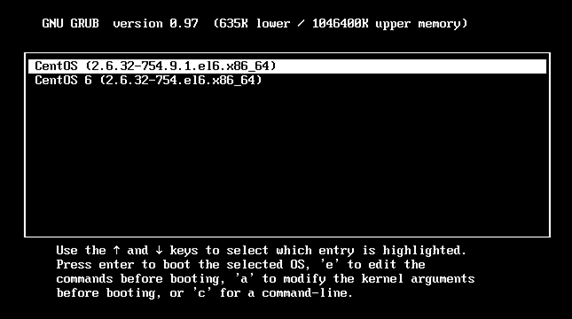 GNU GRUB  version 0.97  (635K lower / 1046400K upper memory)
CentOS (2.6.32-754.9.1.el6.x86_64)
CentOS 6 (2.6.32-754.el6.x86_64)
Use the ↑ and ↓ keys to select which entry is highlighted.
Press enter to boot the selected OS, 'e' to edit the
commands before booting, 'a' to modify the kernel arguments
before booting, or 'c' for a command-line.